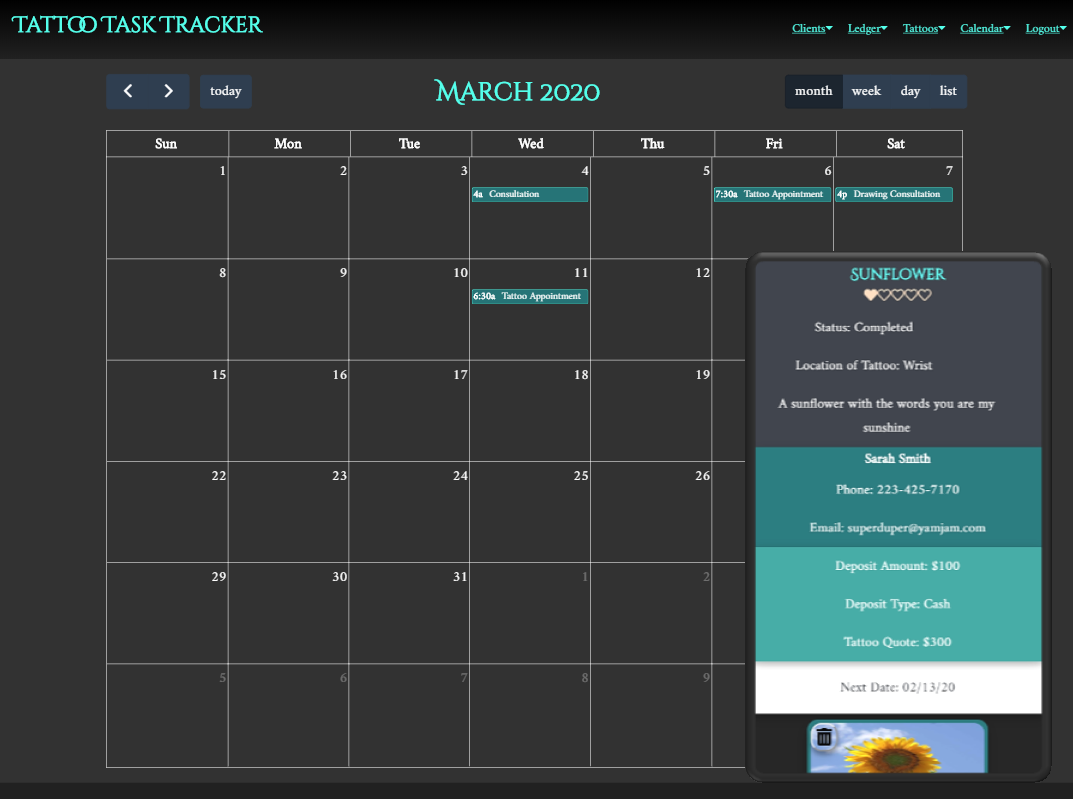 Tattoo Task Tracker
Clients Ledger Tattoos Calendar Logout
today
March 2020
month week day list
Sun Mon Tue Wed Thu Fri Sat
1 2 3 4 5 6 7
4a Consultation
7:30a Tattoo Appointment
4p Drawing Consultation
8 9 10 11 12
6:30a Tattoo Appointment
15 16 17 18 19
22 23 24 25 26
29 30 31 1 2
5 6 7 8 9
Sunflower
Status: Completed
Location of Tattoo: Wrist
A sunflower with the words you are my
sunshine
Sarah Smith
Phone: 223-425-7170
Email: superduper@yamjam.com
Deposit Amount: $100
Deposit Type: Cash
Tattoo Quote: $300
Next Date: 02/13/20